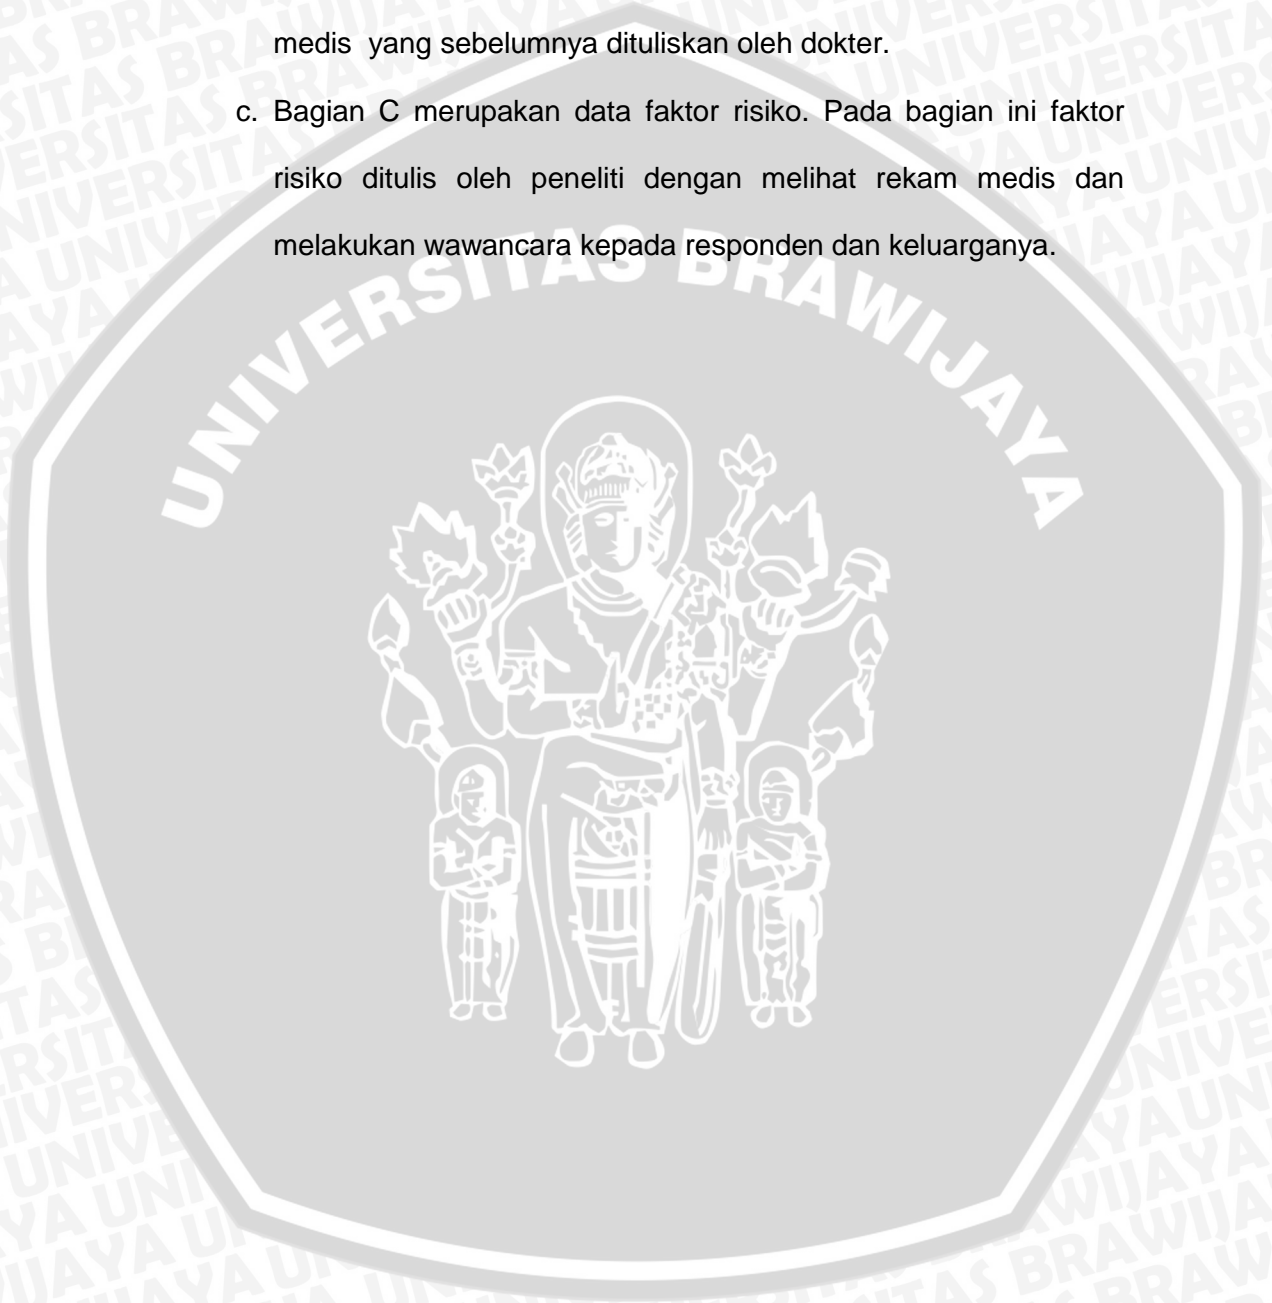 medis yang sebelumnya dituliskan oleh dokter.
c. Bagian C merupakan data faktor risiko. Pada bagian ini faktor
risiko ditulis oleh peneliti dengan melihat rekam medis dan
melakukan wawancara kepada responden dan keluarganya.
UNIVERSITAS BRAWIJAYA